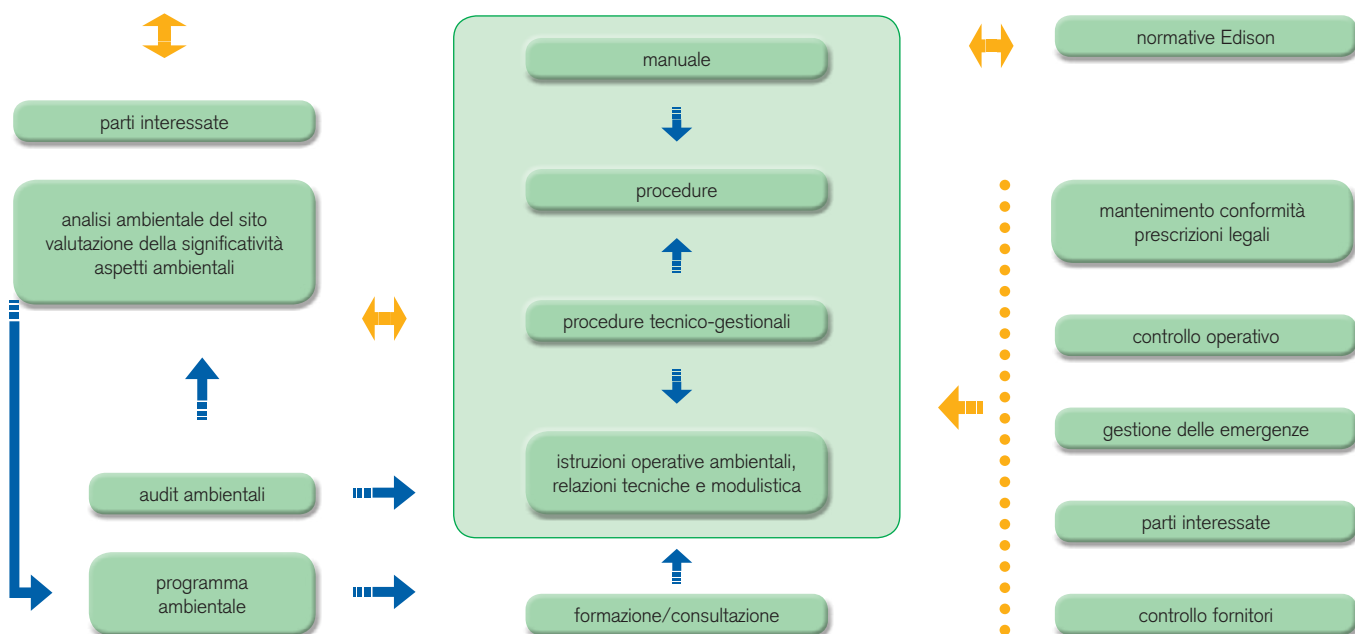 parti interessate
analisi ambientale del sito
valutazione della significatività
aspetti ambientali
audit ambientali
programma
ambientale
manuale
procedure
procedure tecnico-gestionali
istruzioni operative ambientali,
relazioni tecniche e modulistica
formazione/consultazione
normative Edison
mantenimento conformità
prescrizioni legali
controllo operativo
gestione delle emergenze
parti interessate
controllo fornitori